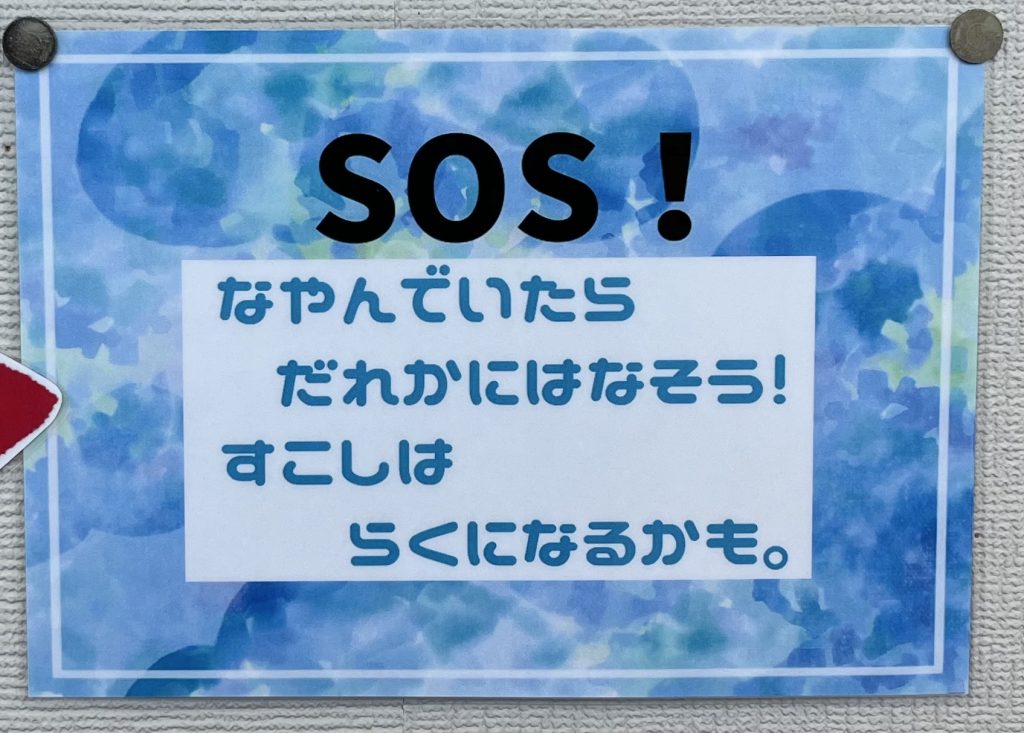 SOS！
なやんでいたら
だれかにはなそう!
すこしは
らくになるかも。